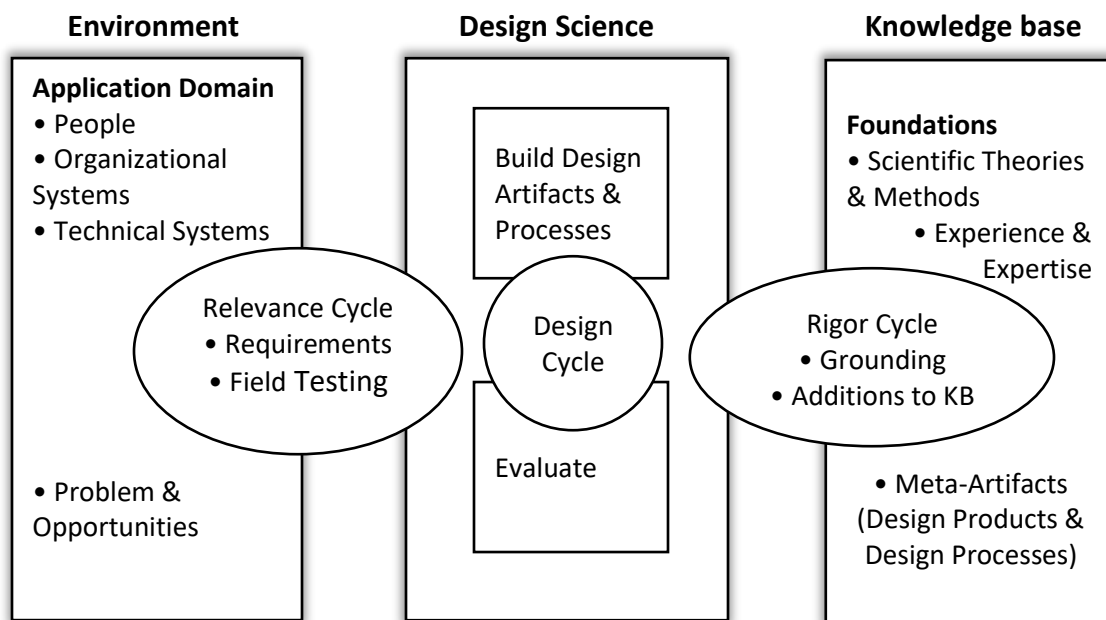 Environment
Design Science
Knowledge base
Application Domain
• People
• Organizational
Systems
• Technical Systems
• Problem &
Opportunities
Relevance Cycle
• Requirements
• Field Testing
Build Design
Artifacts &
Processes
Design
Cycle
Evaluate
Foundations
• Scientific Theories
& Methods
• Experience &
Expertise
Rigor Cycle
• Grounding
• Additions to KB
• Meta-Artifacts
(Design Products &
Design Processes)